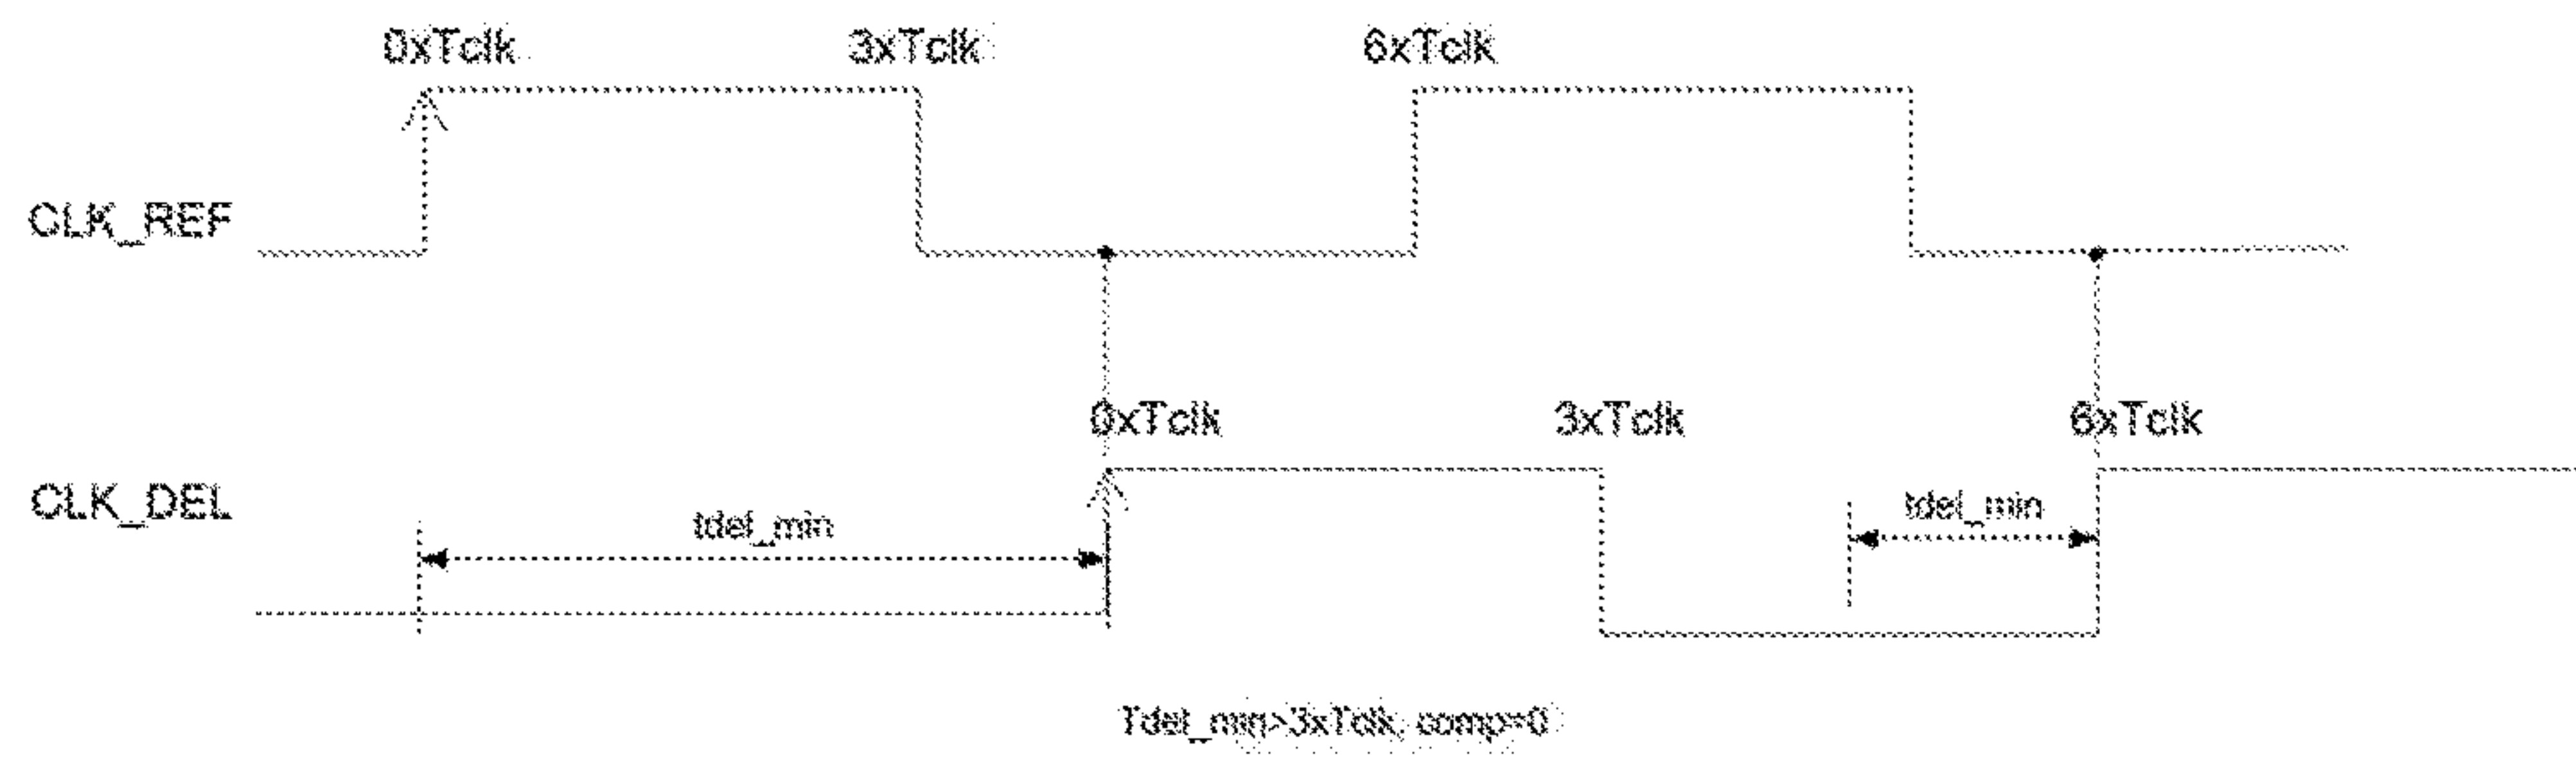 0xTclk 3xTclk 6xTclk
CLK_REF
0xTclk 3xTclk 6xTclk
CLK_DEL
tdel_min tdel_min
Tdel_min>3xTclk, comp=0